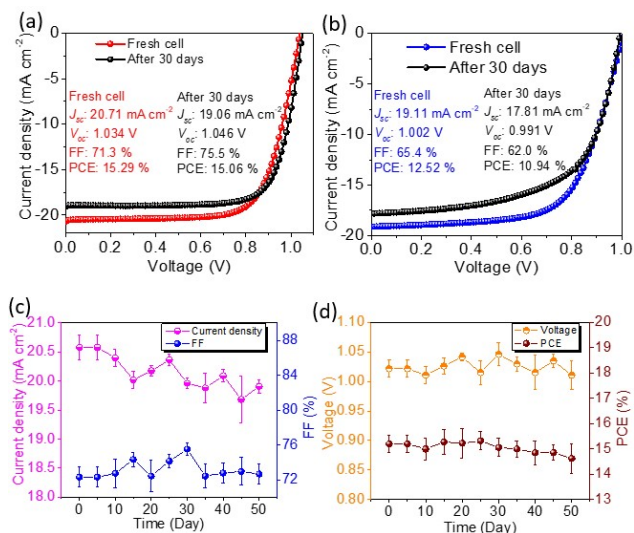 (a)
Fresh cell
After 30 days
Fresh cell
Jsc: 20.71 mA cm-2
Voc: 1.034 V
FF: 71.3 %
PCE: 15.29 %
After 30 days
Jsc: 19.06 mA cm-2
Voc: 1.046 V
FF: 75.5 %
PCE: 15.06 %
0
-5
-10
-15
-20
Current density (mA cm-2)
0.0 0.2 0.4 0.6 0.8 1.0
Voltage (V)
(b)
Fresh cell
After 30 days
Fresh cell
Jsc: 19.11 mA cm-2
Voc: 1.002 V
FF: 65.4 %
PCE: 12.52 %
After 30 days
Jsc: 17.81 mA cm-2
Voc: 0.991 V
FF: 62.0 %
PCE: 10.94 %
0
-5
-10
-15
-20
Current density (mA cm-2)
0.0 0.2 0.4 0.6 0.8 1.0
Voltage (V)
(c)
Current density
FF
21.0
20.5
20.0
19.5
19.0
18.5
18.0
Current density (mA cm-2)
88
84
80
76
72
FF (%)
0 10 20 30 40 50
Time (Day)
(d)
Voltage
PCE
1.10
1.05
1.00
0.95
0.90
0.85
0.80
Voltage (V)
20
19
18
17
16
15
14
13
PCE (%)
0 10 20 30 40 50
Time (Day)